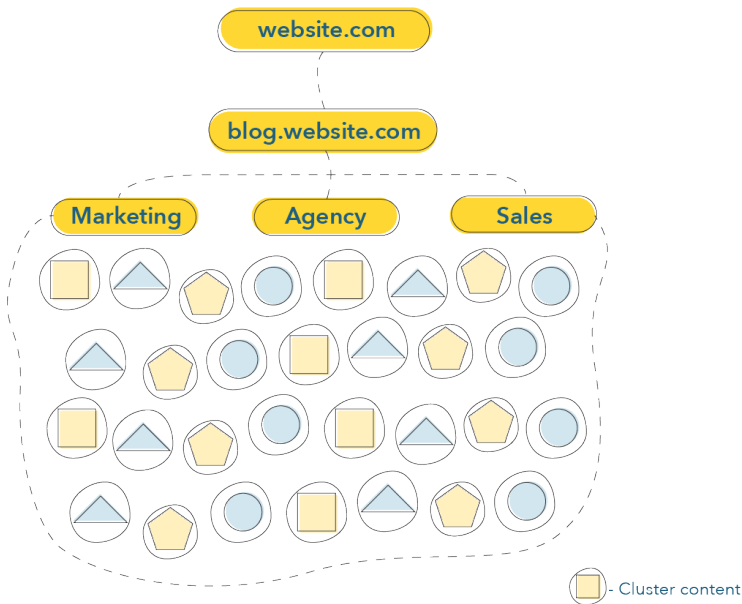 website.com
blog.website.com
Marketing
Agency
Sales
- Cluster content